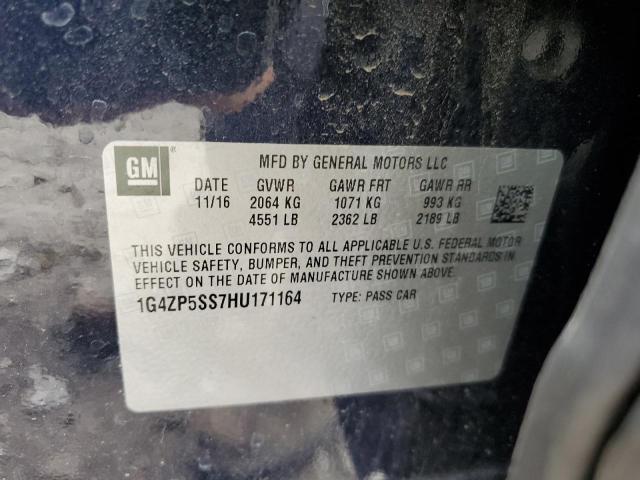 GM ®
MFD BY GENERAL MOTORS LLC
DATE GVWR GAWR FRT GAWR RR
11/16 2064 KG 1071 KG 993 KG
4551 LB 2362 LB 2189 LB
THIS VEHICLE CONFORMS TO ALL APPLICABLE U.S. FEDERAL MOTOR
VEHICLE SAFETY, BUMPER, AND THEFT PREVENTION STANDARDS IN
EFFECT ON THE DATE OF MANUFACTURE SHOWN ABOVE.
1G4ZP5SS7HU171164 TYPE: PASS CAR